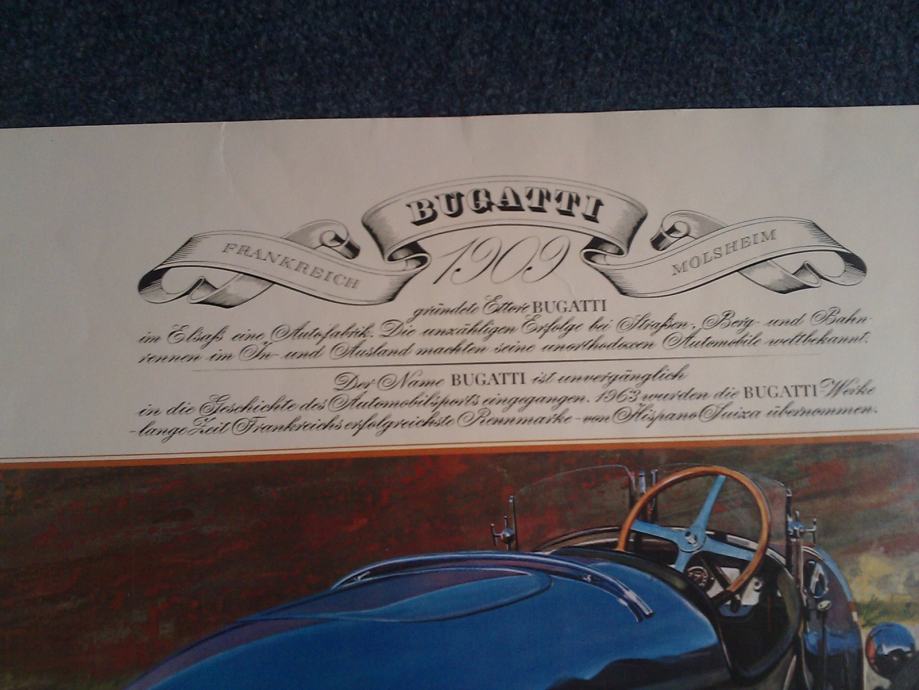 BUGATTI
FRANKREICH
1909
MOLSHEIM
gründete Ettore BUGATTI
im Elsaß eine Autofabrik. Die unzähligen Erfolge bei Straßen-, Berg- und Bahn-
rennen im In- und Ausland machten seine unorthodoxen Automobile weltbekannt.
Der Name BUGATTI ist unvergänglich
in die Geschichte des Automobilsports eingegangen. 1963 wurden die BUGATTI-Werke
-lange Zeit Frankreichs erfolgreichste Rennmarke- von Hispano Suiza übernommen.